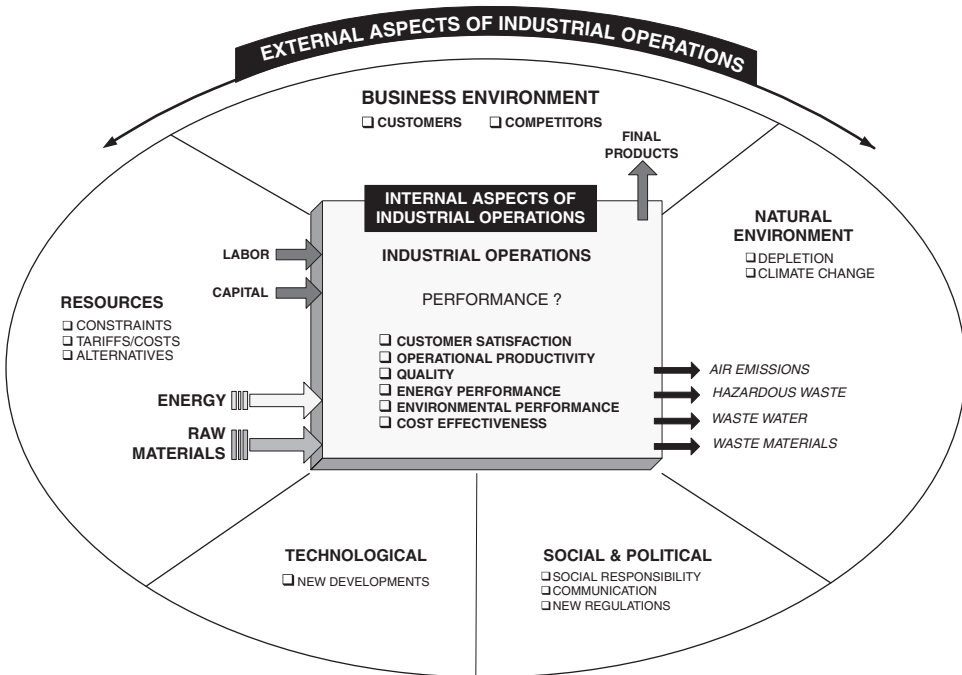 EXTERNAL ASPECTS OF INDUSTRIAL OPERATIONS
BUSINESS ENVIRONMENT
❑ CUSTOMERS ❑ COMPETITORS
FINAL
PRODUCTS
INTERNAL ASPECTS OF
INDUSTRIAL OPERATIONS
NATURAL
ENVIRONMENT
❑ DEPLETION
❑ CLIMATE CHANGE
LABOR
CAPITAL
INDUSTRIAL OPERATIONS
PERFORMANCE ?
RESOURCES
❑ CONSTRAINTS
❑ TARIFFS/COSTS
❑ ALTERNATIVES
❑ CUSTOMER SATISFACTION
❑ OPERATIONAL PRODUCTIVITY
❑ QUALITY
❑ ENERGY PERFORMANCE
❑ ENVIRONMENTAL PERFORMANCE
❑ COST EFFECTIVENESS
ENERGY
RAW
MATERIALS
AIR EMISSIONS
HAZARDOUS WASTE
WASTE WATER
WASTE MATERIALS
TECHNOLOGICAL
❑ NEW DEVELOPMENTS
SOCIAL & POLITICAL
❑ SOCIAL RESPONSIBILITY
❑ COMMUNICATION
❑ NEW REGULATIONS